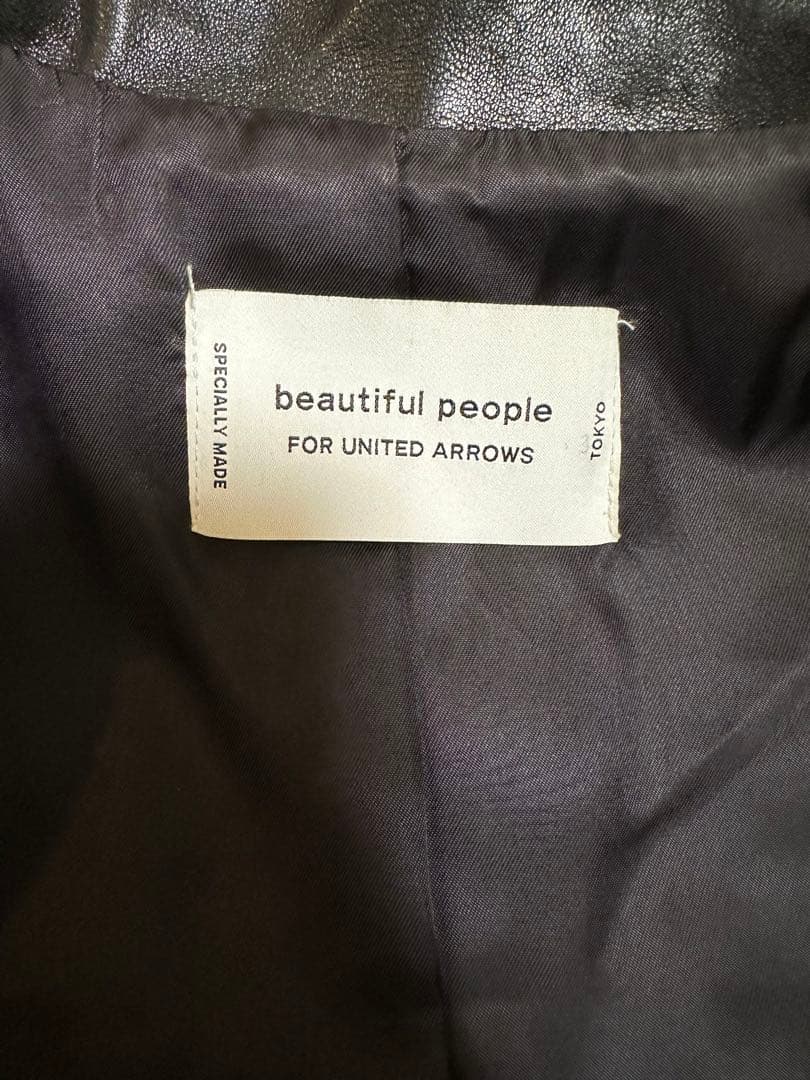 SPECIALLY MADE
beautiful people
FOR UNITED ARROWS
TOKYO